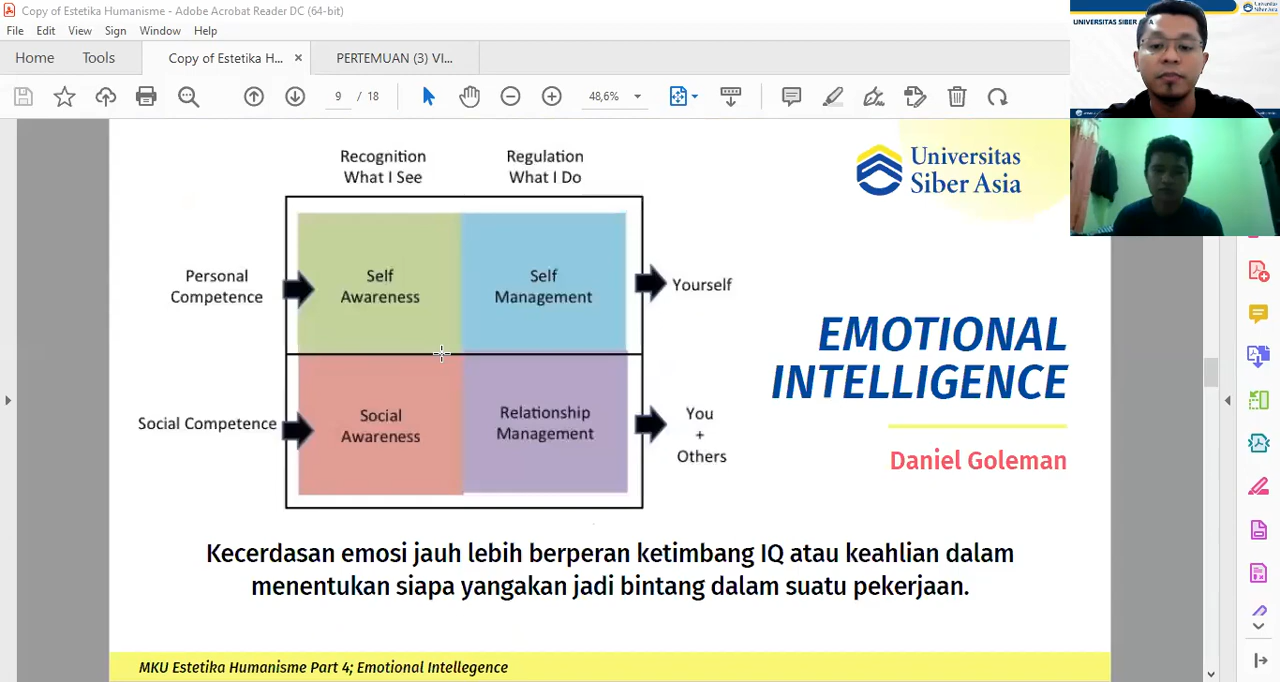 Copy of Estetika Humanisme - Adobe Acrobat Reader DC (64-bit)
File Edit View Sign Window Help
Home Tools Copy of Estetika H... × PERTEMUAN (3) VI...
9 / 18 48,6%
UNIVERSITAS SIBER
Recognition
What I See
Regulation
What I Do
Universitas
Siber Asia
Personal
Competence
Self
Awareness
Self
Management
Yourself
Social Competence
Social
Awareness
Relationship
Management
You
+
Others
EMOTIONAL
INTELLIGENCE
Daniel Goleman
Kecerdasan emosi jauh lebih berperan ketimbang IQ atau keahlian dalam
menentukan siapa yangakan jadi bintang dalam suatu pekerjaan.
MKU Estetika Humanisme Part 4; Emotional Intellegence